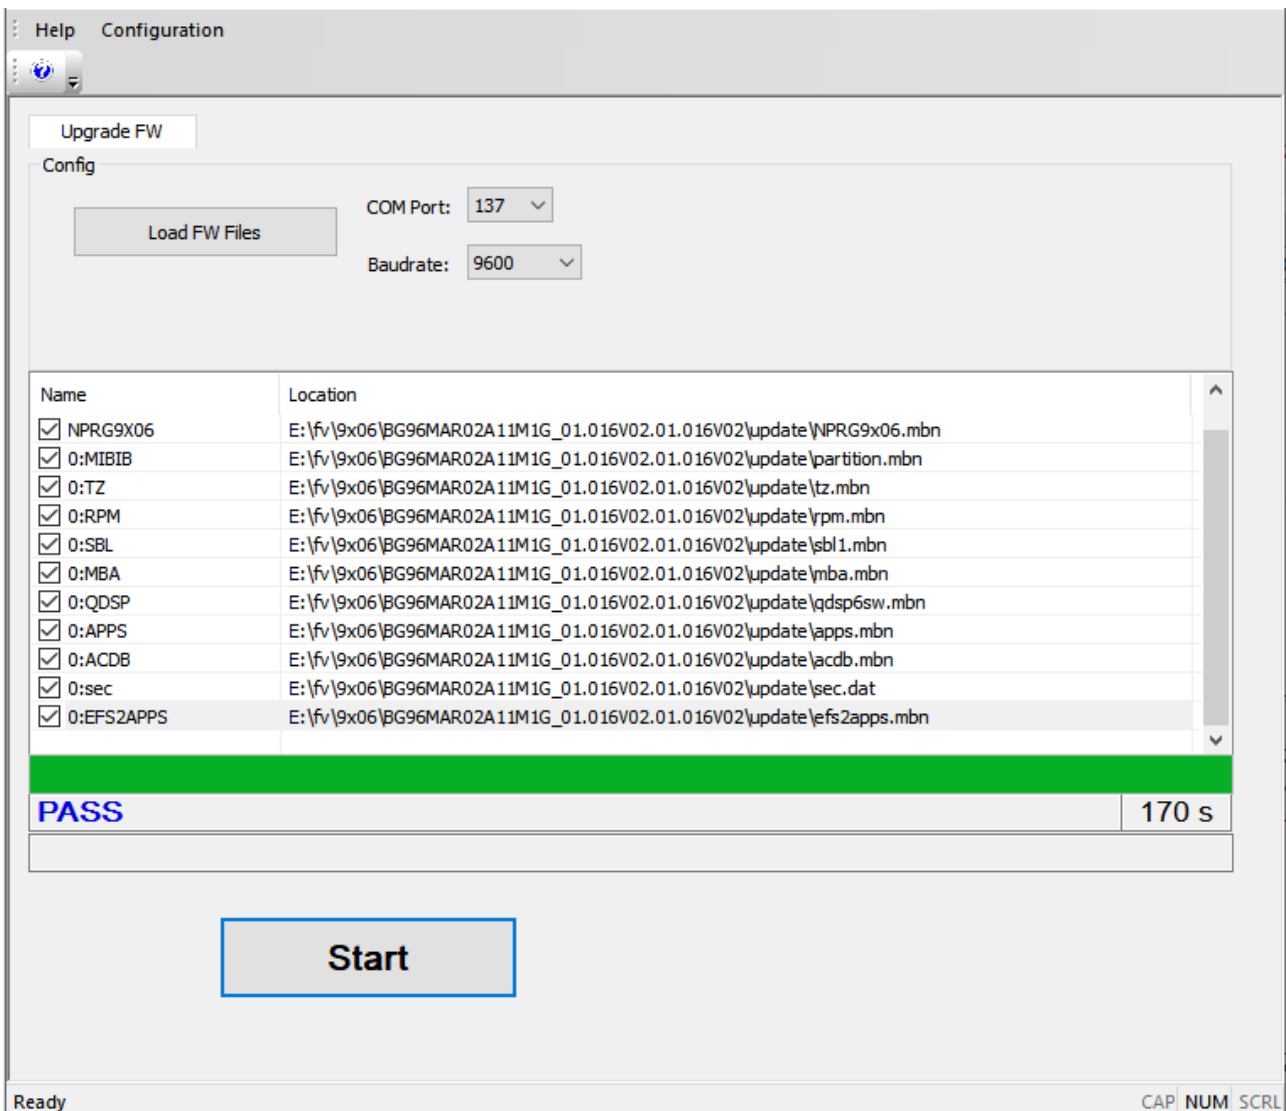 Help Configuration
Upgrade FW
Config
Load FW Files
COM Port: 137
Baudrate: 9600
Name Location
NPRG9X06 E:\fv\9x06\BG96MAR02A11M1G_01.016V02.01.016V02\update\NPRG9x06.mbn
0:MIBIB E:\fv\9x06\BG96MAR02A11M1G_01.016V02.01.016V02\update\partition.mbn
0:TZ E:\fv\9x06\BG96MAR02A11M1G_01.016V02.01.016V02\update\tz.mbn
0:RPM E:\fv\9x06\BG96MAR02A11M1G_01.016V02.01.016V02\update\rpm.mbn
0:SBL E:\fv\9x06\BG96MAR02A11M1G_01.016V02.01.016V02\update\sbl1.mbn
0:MBA E:\fv\9x06\BG96MAR02A11M1G_01.016V02.01.016V02\update\mba.mbn
0:QDSP E:\fv\9x06\BG96MAR02A11M1G_01.016V02.01.016V02\update\qdsp6sw.mbn
0:APPS E:\fv\9x06\BG96MAR02A11M1G_01.016V02.01.016V02\update\apps.mbn
0:ACDB E:\fv\9x06\BG96MAR02A11M1G_01.016V02.01.016V02\update\acdb.mbn
0:sec E:\fv\9x06\BG96MAR02A11M1G_01.016V02.01.016V02\update\sec.dat
0:EFS2APPS E:\fv\9x06\BG96MAR02A11M1G_01.016V02.01.016V02\update\efs2apps.mbn
PASS 170 s
Start
Ready CAP NUM SCRL